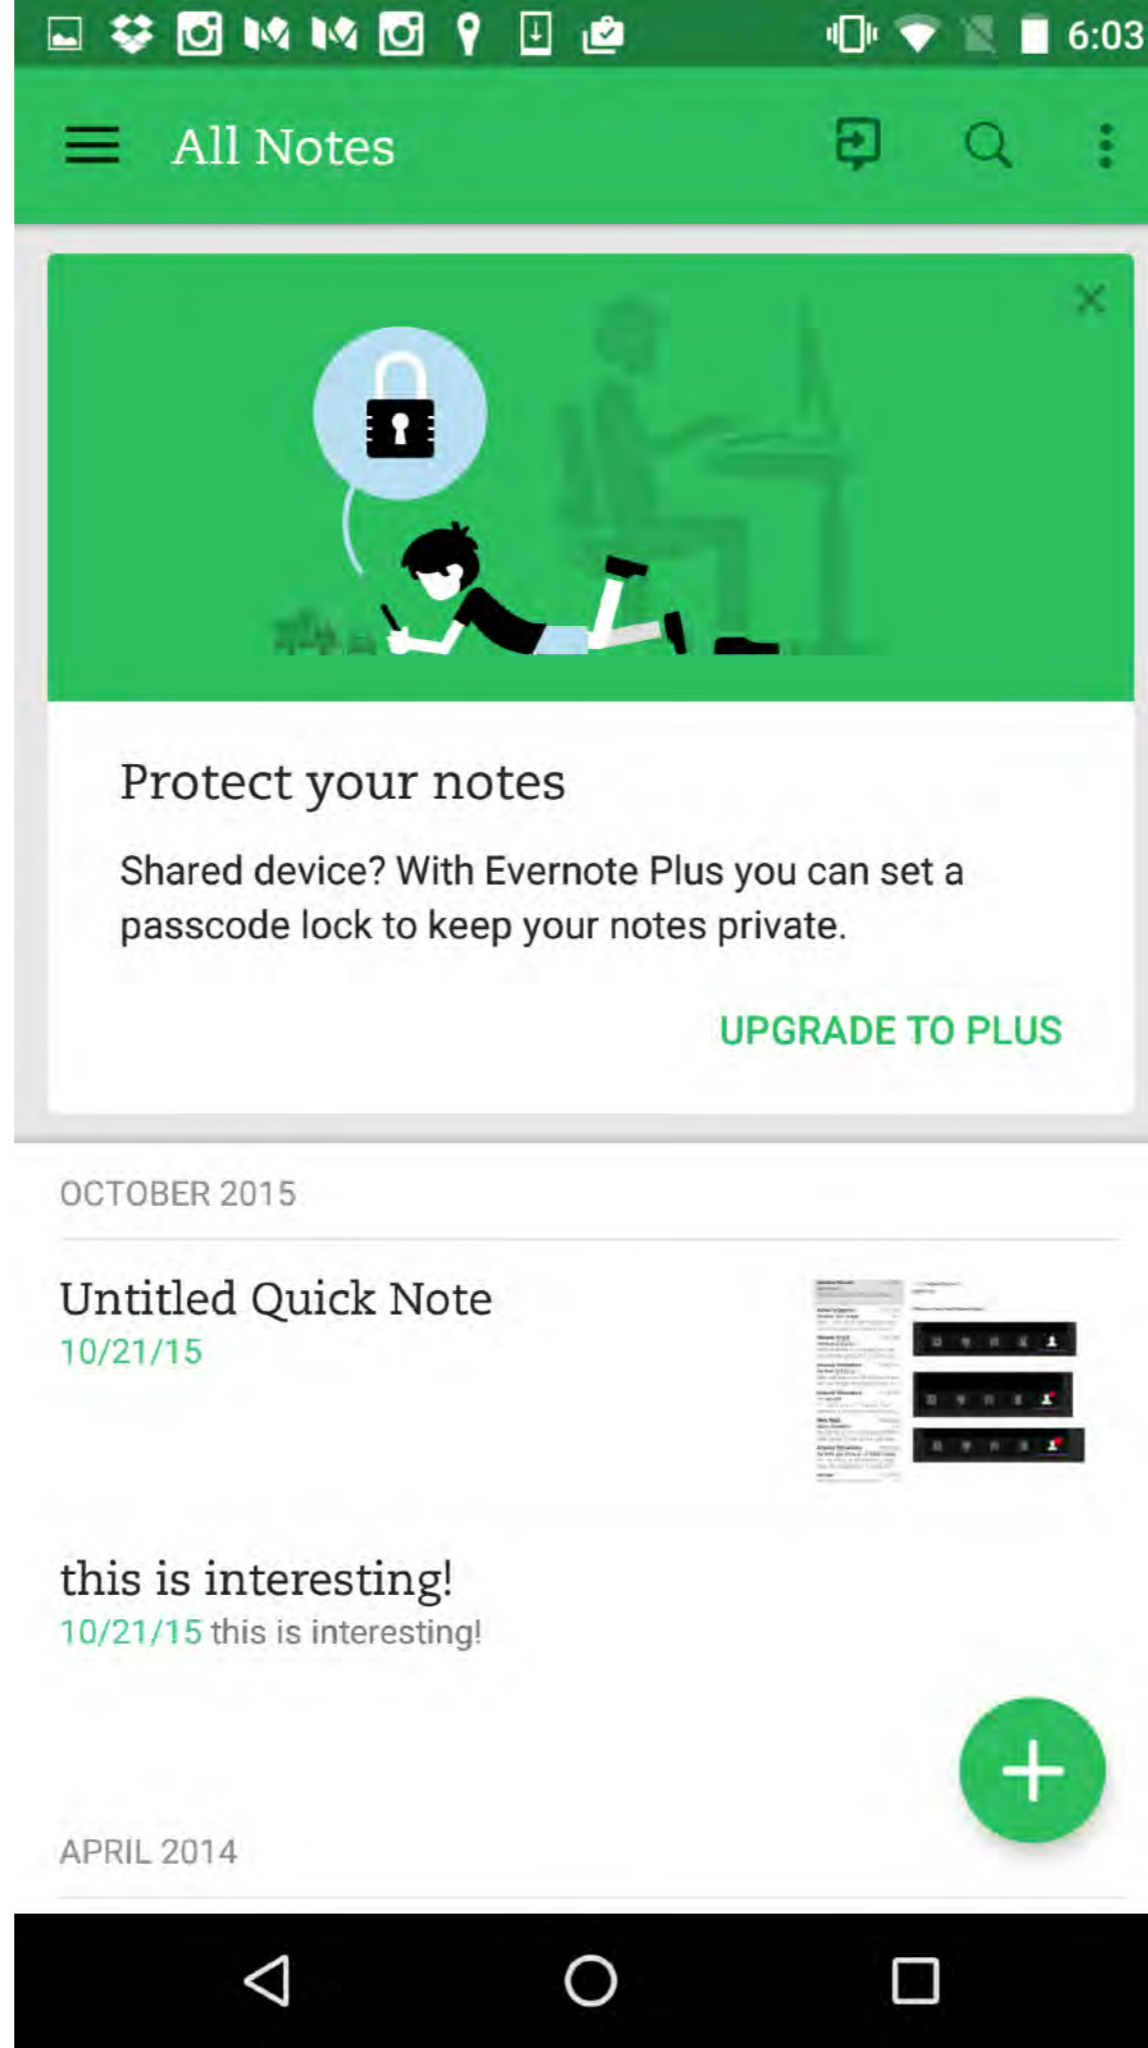 6:03
All Notes
Protect your notes
Shared device? With Evernote Plus you can set a
passcode lock to keep your notes private.
UPGRADE TO PLUS
OCTOBER 2015
Untitled Quick Note
10/21/15
this is interesting!
10/21/15 this is interesting!
APRIL 2014